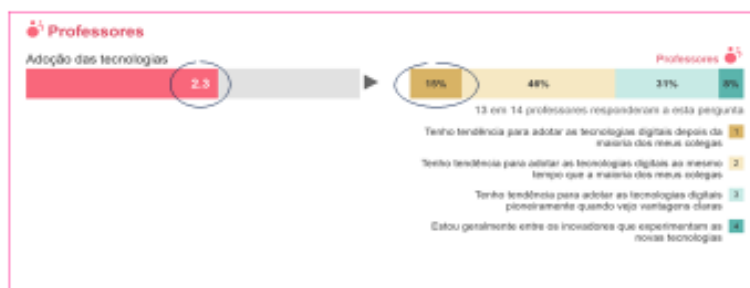 Professores
Adoção das tecnologias
Professores
2.3
15% 46% 31% 8%
13 em 14 professores responderam a esta pergunta
Tenho tendência para adotar as tecnologias digitais depois da 1
maioria dos meus colegas
Tenho tendência para adotar as tecnologias digitais ao mesmo 2
tempo que a maioria dos meus colegas
Tenho tendência para adotar as tecnologias digitais 3
pioneiramente quando vejo vantagens claras
Estou geralmente entre os inovadores que experimentam as 4
novas tecnologias